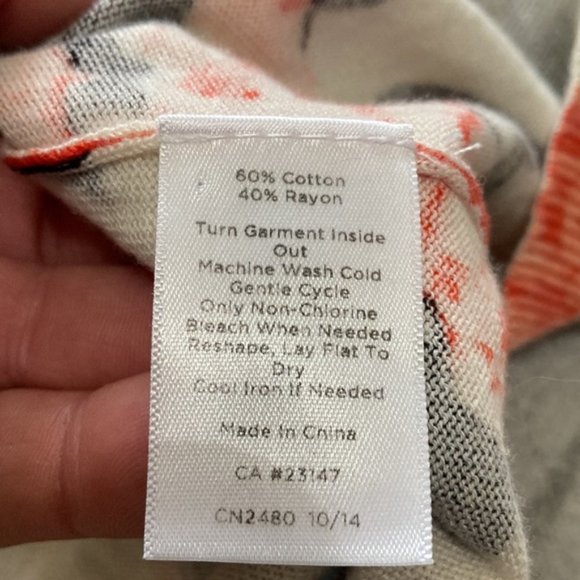 60% Cotton
40% Rayon
Turn Garment Inside
Out
Machine Wash Cold
Gentle Cycle
Only Non-Chlorine
Bleach When Needed
Reshape, Lay Flat To
Dry
Cool Iron If Needed
Made In China
CA #23147
CN2480 10/14